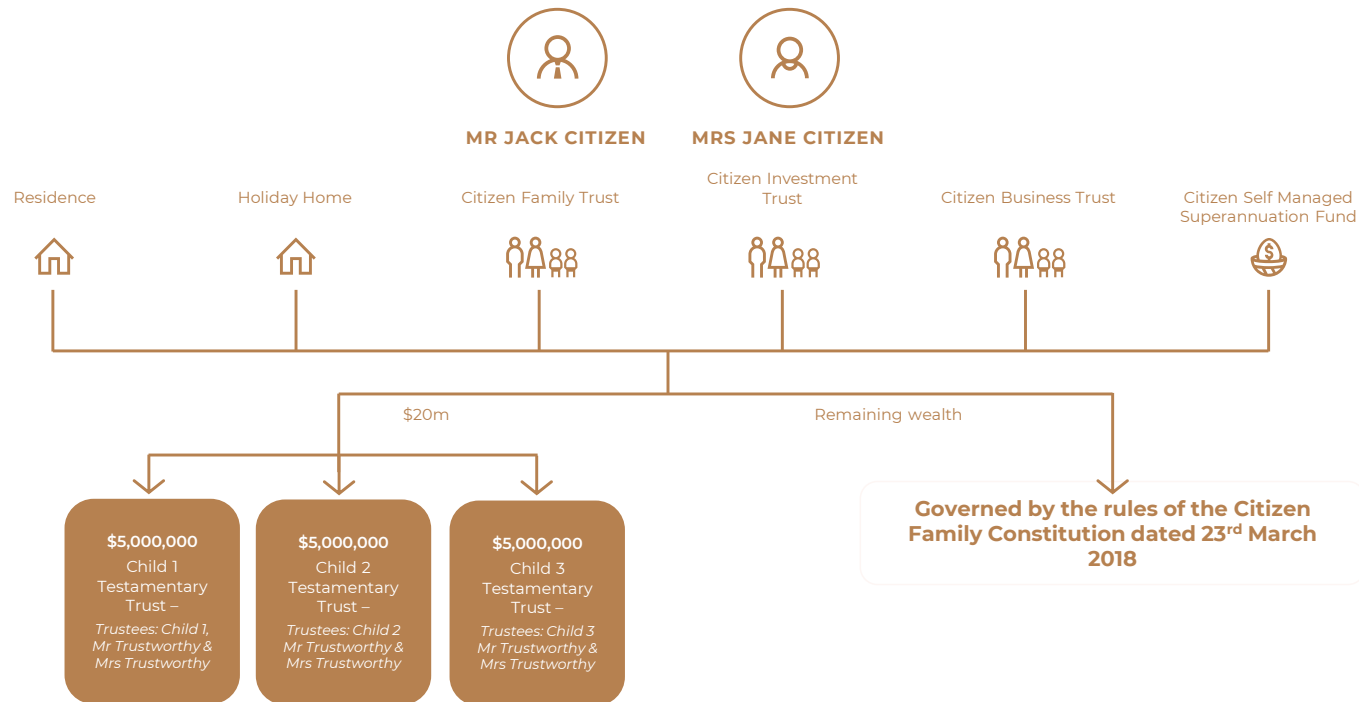 MR JACK CITIZEN
MRS JANE CITIZEN
Residence
Holiday Home
Citizen Family Trust
Citizen Investment
Trust
Citizen Business Trust
Citizen Self Managed
Superannuation Fund
$
$20m
Remaining wealth
$5,000,000
Child 1
Testamentary
Trust –
Trustees: Child 1,
Mr Trustworthy &
Mrs Trustworthy
$5,000,000
Child 2
Testamentary
Trust –
Trustees: Child 2
Mr Trustworthy &
Mrs Trustworthy
$5,000,000
Child 3
Testamentary
Trust –
Trustees: Child 3
Mr Trustworthy &
Mrs Trustworthy
Governed by the rules of the Citizen
Family Constitution dated 23rd March
2018